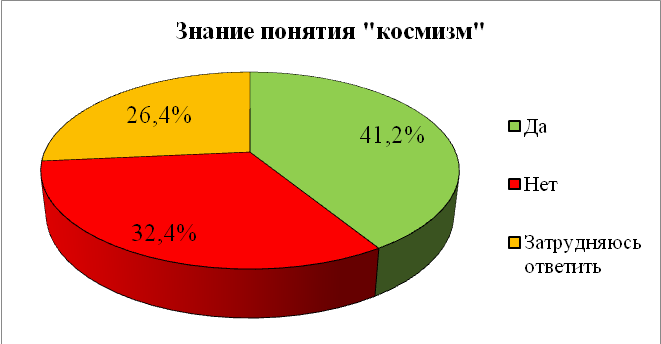 Знание понятия "космизм"
26,4%
41,2%
32,4%
Да
Нет
Затрудняюсь
ответить